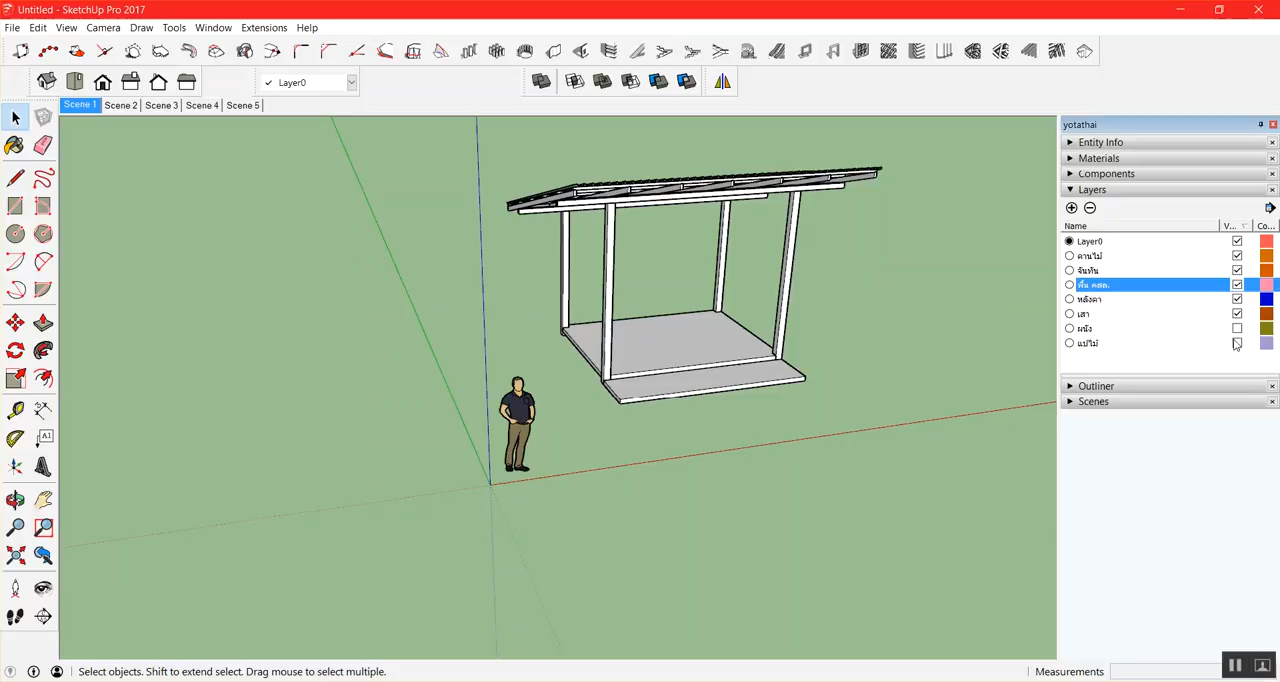 Untitled - SketchUp Pro 2017
File Edit View Camera Draw Tools Window Extensions Help
Layer0
Scene 1 Scene 2 Scene 3 Scene 4 Scene 5
yotathai
Entity Info
Materials
Components
Layers
Name V... Co...
Layer0
คานไม้
จันทัน
พื้น คสล.
หลังคา
เสา
ผนัง
แปไม้
Outliner
Scenes
A1
Select objects. Shift to extend select. Drag mouse to select multiple.
Measurements